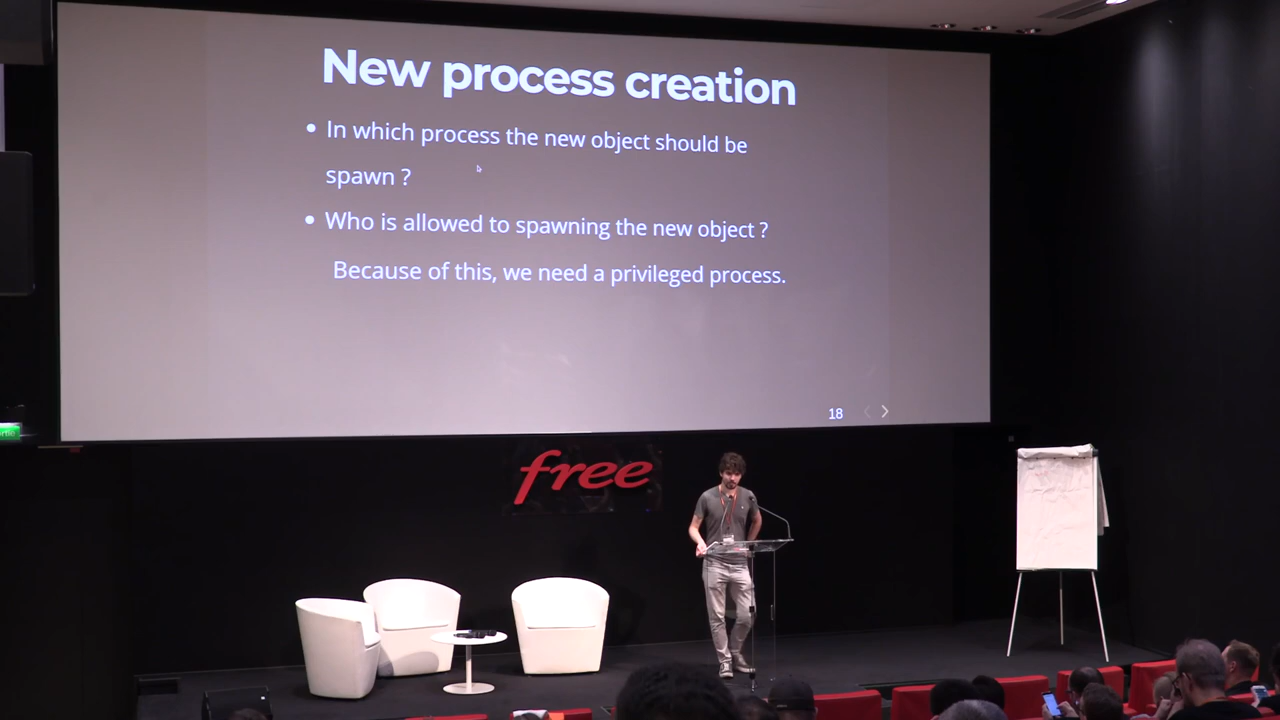 New process creation
• In which process the new object should be
spawn ?
• Who is allowed to spawning the new object ?
Because of this, we need a privileged process.
18
free